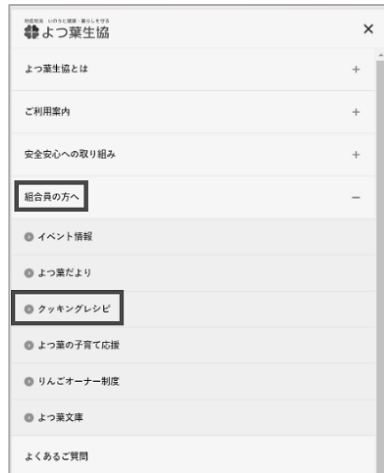 よつ葉生協
×
よつ葉生協とは +
ご利用案内 +
安全安心への取り組み +
組合員の方へ −
イベント情報
よつ葉だより
クッキングレシピ
よつ葉の子育て応援
りんごオーナー制度
よつ葉文庫
よくあるご質問